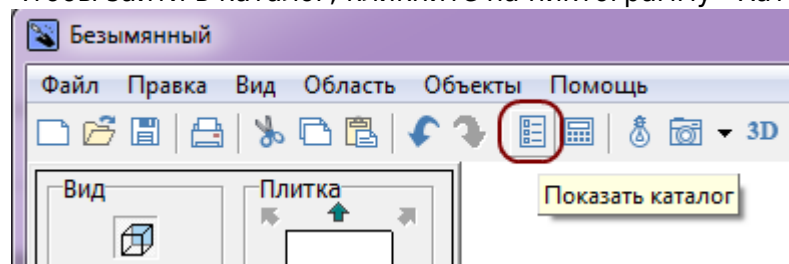 Безымянный
Файл Правка Вид Область Объекты Помощь
3D
Показать каталог
Вид
Плитка